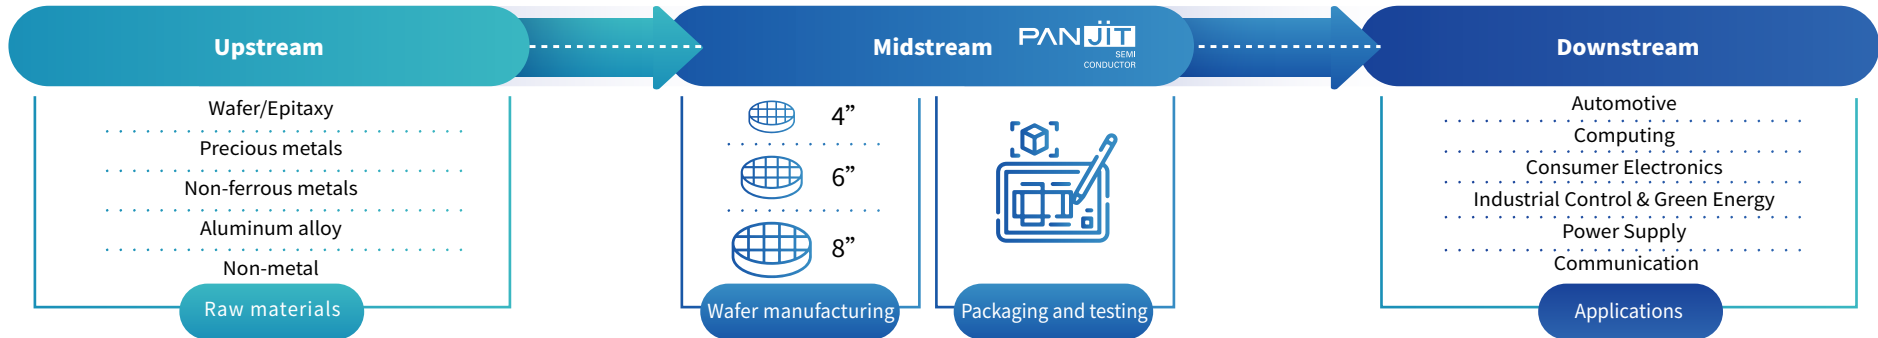 Upstream
Wafer/Epitaxy
Precious metals
Non-ferrous metals
Aluminum alloy
Non-metal
Raw materials
Midstream
PANJIT
SEMI
CONDUCTOR
4”
6”
8”
Wafer manufacturing
Packaging and testing
Downstream
Automotive
Computing
Consumer Electronics
Industrial Control & Green Energy
Power Supply
Communication
Applications